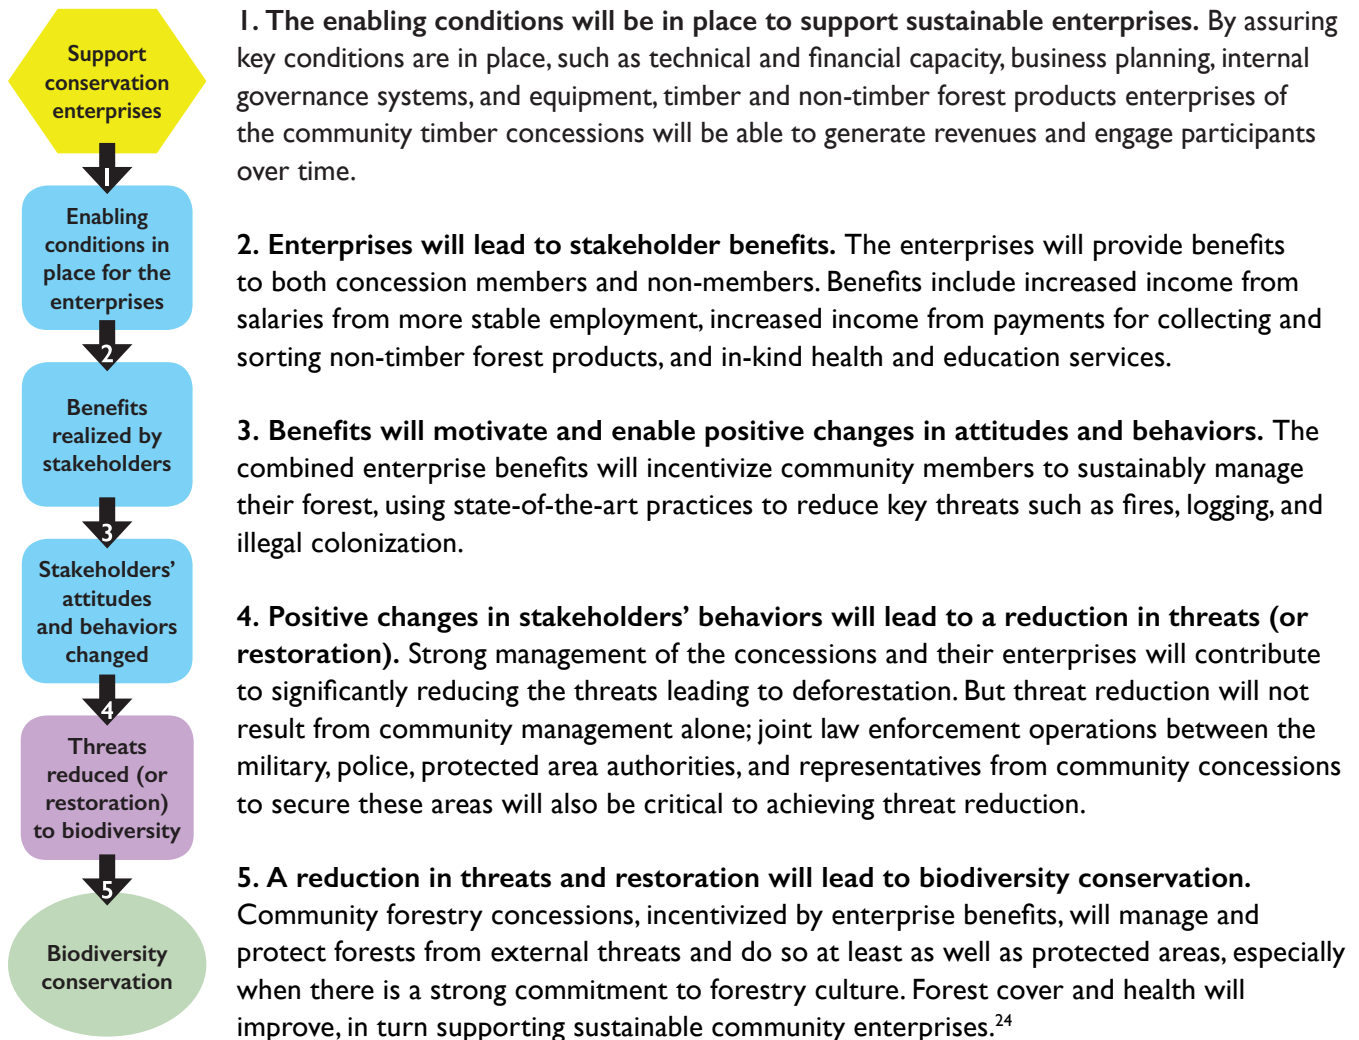 Support
conservation
enterprises
1
Enabling
conditions in
place for the
enterprises
2
Benefits
realized by
stakeholders
3
Stakeholders’
attitudes
and behaviors
changed
4
Threats
reduced (or
restoration)
to biodiversity
5
Biodiversity
conservation
1. The enabling conditions will be in place to support sustainable enterprises. By assuring
key conditions are in place, such as technical and financial capacity, business planning, internal
governance systems, and equipment, timber and non-timber forest products enterprises of
the community timber concessions will be able to generate revenues and engage participants
over time.
2. Enterprises will lead to stakeholder benefits. The enterprises will provide benefits
to both concession members and non-members. Benefits include increased income from
salaries from more stable employment, increased income from payments for collecting and
sorting non-timber forest products, and in-kind health and education services.
3. Benefits will motivate and enable positive changes in attitudes and behaviors. The
combined enterprise benefits will incentivize community members to sustainably manage
their forest, using state-of-the-art practices to reduce key threats such as fires, logging, and
illegal colonization.
4. Positive changes in stakeholders’ behaviors will lead to a reduction in threats (or
restoration). Strong management of the concessions and their enterprises will contribute
to significantly reducing the threats leading to deforestation. But threat reduction will not
result from community management alone; joint law enforcement operations between the
military, police, protected area authorities, and representatives from community concessions
to secure these areas will also be critical to achieving threat reduction.
5. A reduction in threats and restoration will lead to biodiversity conservation.
Community forestry concessions, incentivized by enterprise benefits, will manage and
protect forests from external threats and do so at least as well as protected areas, especially
when there is a strong commitment to forestry culture. Forest cover and health will
improve, in turn supporting sustainable community enterprises.24